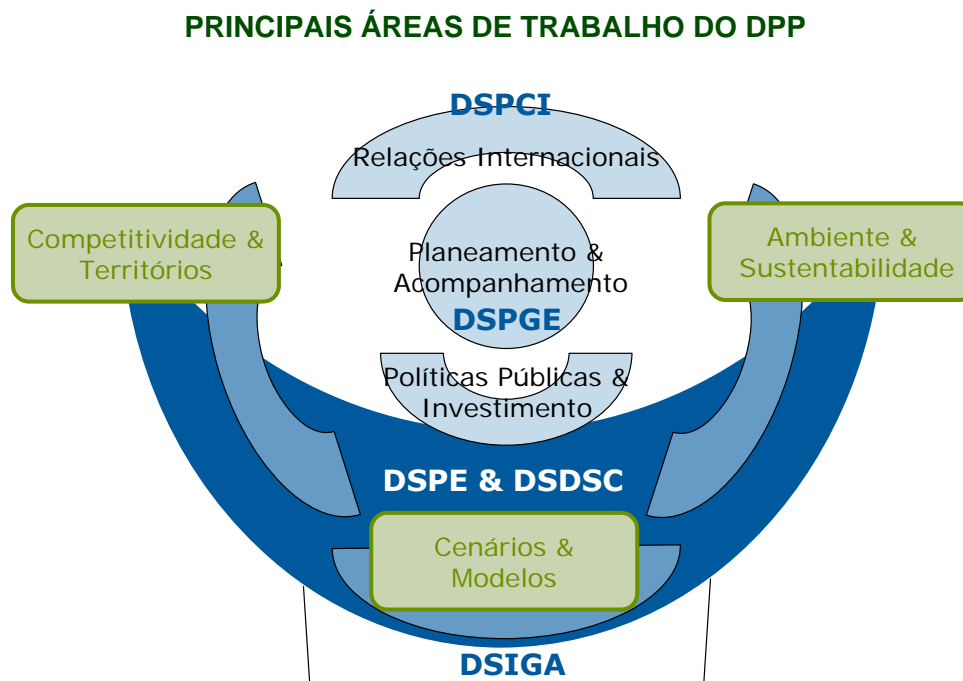 PRINCIPAIS ÁREAS DE TRABALHO DO DPP
DSPCI
Relações Internacionais
Competitividade &
Territórios
Planeamento &
Acompanhamento
DSPGE
Ambiente &
Sustentabilidade
Políticas Públicas &
Investimento
DSPE & DSDSC
Cenários &
Modelos
DSIGA